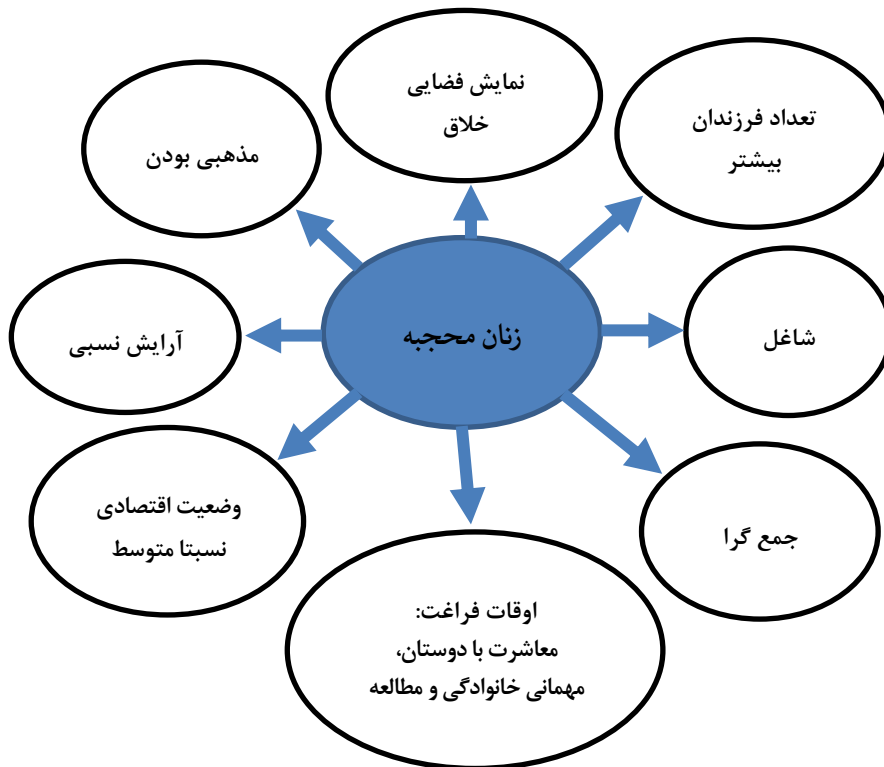 نمایش فضایی
خلاق
تعداد فرزندان
بیشتر
مذهبی بودن
زنان محجبه
شاغل
آرایش نسبی
وضعیت اقتصادی
نسبتا متوسط
جمع گرا
اوقات فراغت:
معاشرت با دوستان،
مهمانی خانوادگی و مطالعه